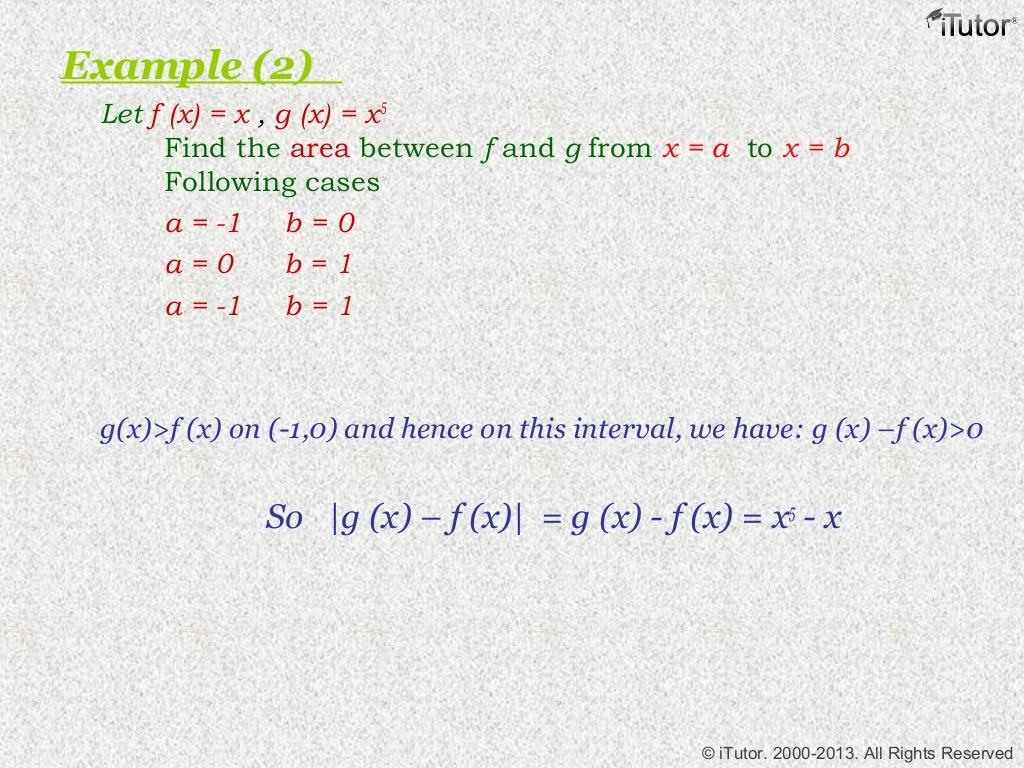 iTutor®
Example (2)
Let f (x) = x , g (x) = x⁵
Find the area between f and g from x = a to x = b
Following cases
a = -1 b = 0
a = 0 b = 1
a = -1 b = 1
g(x)>f (x) on (-1,0) and hence on this interval, we have: g (x) –f (x)>0
So |g (x) – f (x)| = g (x) - f (x) = x⁵ - x
© iTutor. 2000-2013. All Rights Reserved